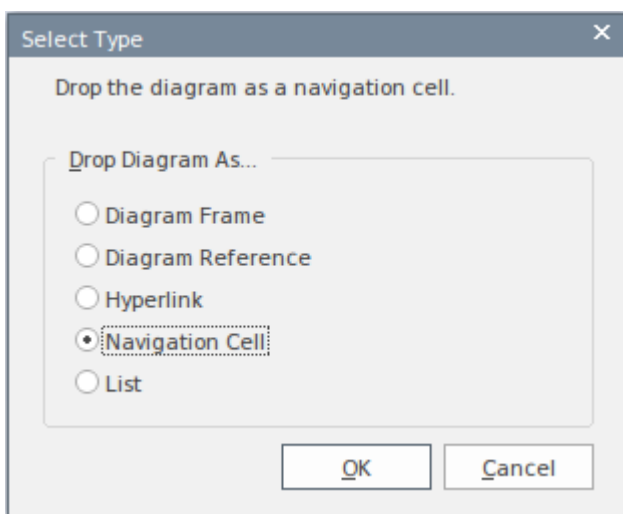 Select Type
Drop the diagram as a navigation cell.
Drop Diagram As...
Diagram Frame
Diagram Reference
Hyperlink
Navigation Cell
List
OK
Cancel